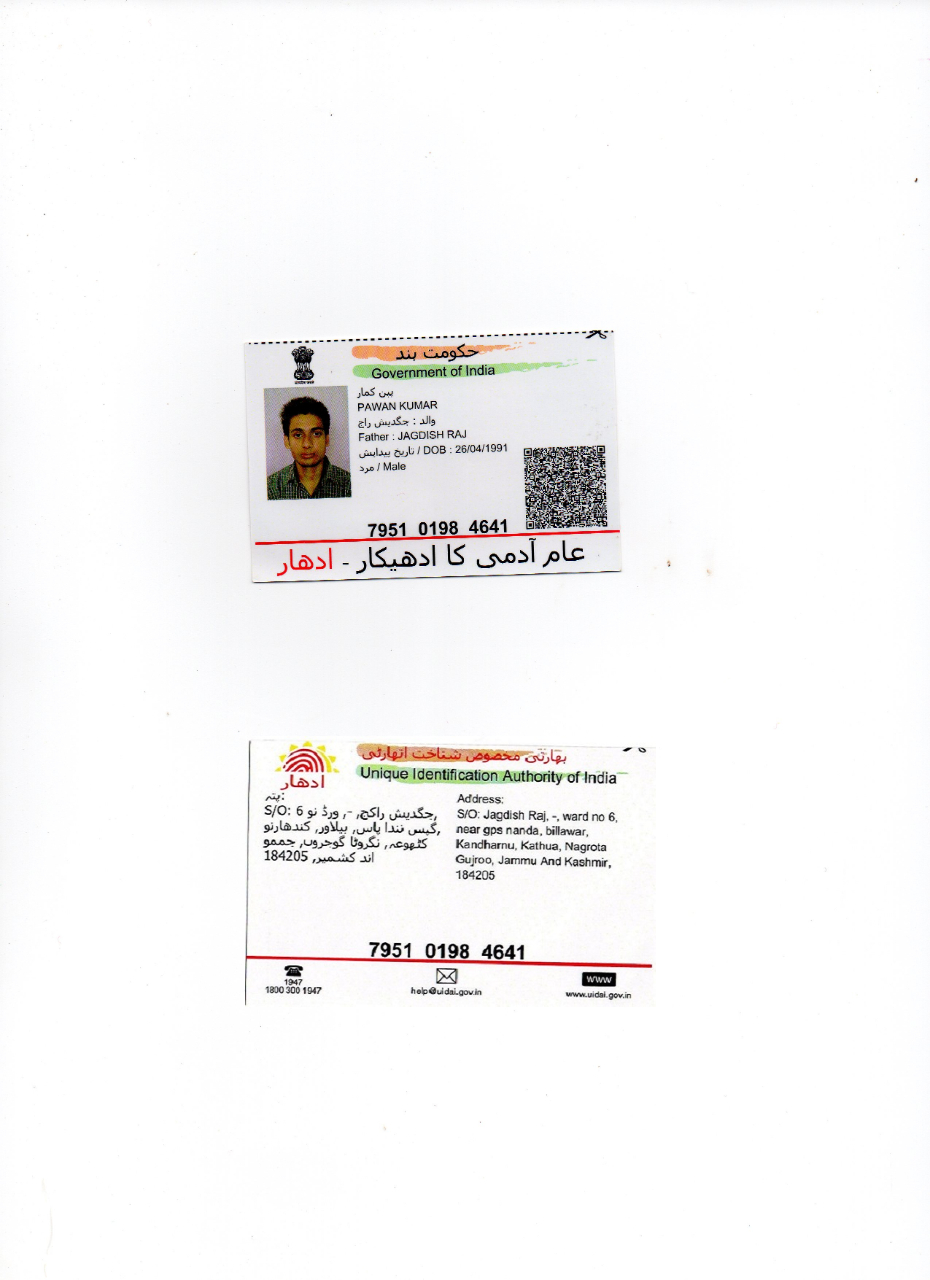 حکومت ہند
Government of India
پین کمار
PAWAN KUMAR
والد : جگدیش راج
Father : JAGDISH RAJ
تاریخ پیدایش / DOB : 26/04/1991
مرد / Male
7951 0198 4641
عام آدمی کا ادھیکار - ادھار
بھارتی مخصوص شناخت اتھارٹی
Unique Identification Authority of India
ادھار
پتہ:
S/O: جگدیش راکج, -, ورڈ نو 6,
گپس نندا پاس, بیلاور, کندھارنو
کٹھوعہ, نگروٹا گوجروں, جممو
اند کشمیر, 184205
Address:
S/O: Jagdish Raj, -, ward no 6,
near gps nanda, billawar,
Kandharnu, Kathua, Nagrota
Gujroo, Jammu And Kashmir,
184205
7951 0198 4641
1947
1800 300 1947
help@uidai.gov.in
WWW
www.uidai.gov.in